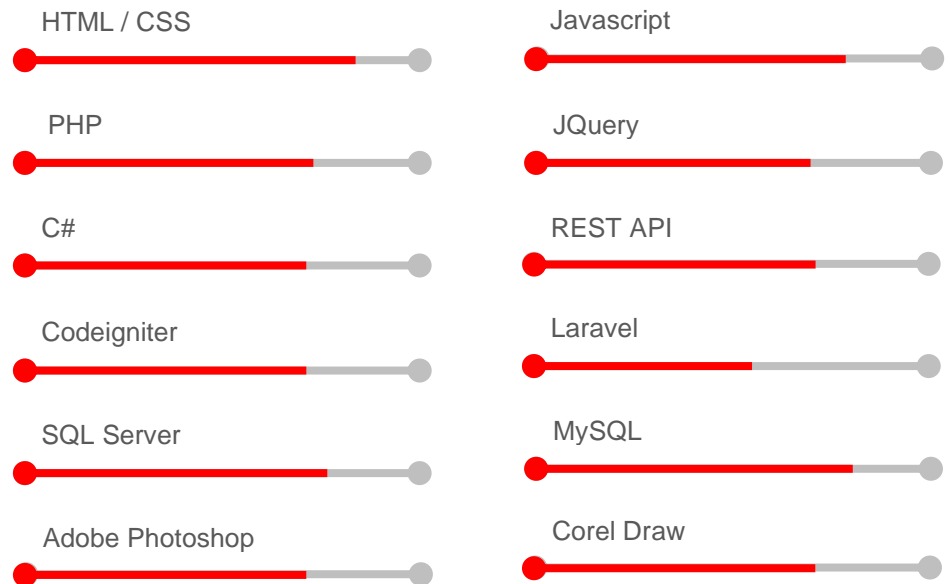 HTML / CSS
Javascript
PHP
JQuery
C#
REST API
Codeigniter
Laravel
SQL Server
MySQL
Adobe Photoshop
Corel Draw